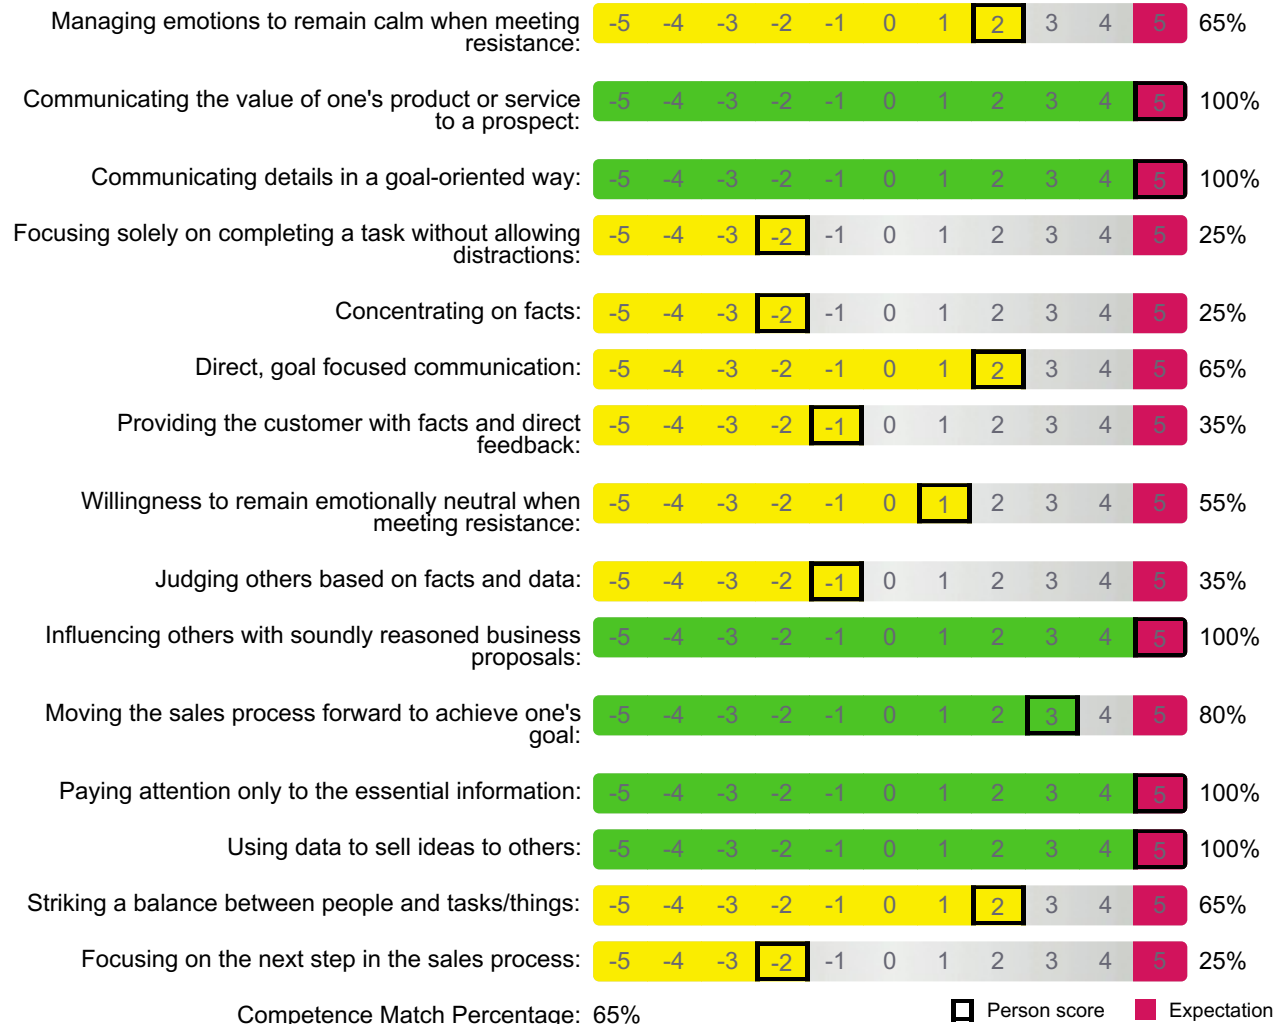 Managing emotions to remain calm when meeting
resistance:
-5 -4 -3 -2 -1 0 1 2 3 4 5 65%
Communicating the value of one's product or service
to a prospect:
-5 -4 -3 -2 -1 0 1 2 3 4 5 100%
Communicating details in a goal-oriented way:
-5 -4 -3 -2 -1 0 1 2 3 4 5 100%
Focusing solely on completing a task without allowing
distractions:
-5 -4 -3 -2 -1 0 1 2 3 4 5 25%
Concentrating on facts:
-5 -4 -3 -2 -1 0 1 2 3 4 5 25%
Direct, goal focused communication:
-5 -4 -3 -2 -1 0 1 2 3 4 5 65%
Providing the customer with facts and direct
feedback:
-5 -4 -3 -2 -1 0 1 2 3 4 5 35%
Willingness to remain emotionally neutral when
meeting resistance:
-5 -4 -3 -2 -1 0 1 2 3 4 5 55%
Judging others based on facts and data:
-5 -4 -3 -2 -1 0 1 2 3 4 5 35%
Influencing others with soundly reasoned business
proposals:
-5 -4 -3 -2 -1 0 1 2 3 4 5 100%
Moving the sales process forward to achieve one's
goal:
-5 -4 -3 -2 -1 0 1 2 3 4 5 80%
Paying attention only to the essential information:
-5 -4 -3 -2 -1 0 1 2 3 4 5 100%
Using data to sell ideas to others:
-5 -4 -3 -2 -1 0 1 2 3 4 5 100%
Striking a balance between people and tasks/things:
-5 -4 -3 -2 -1 0 1 2 3 4 5 65%
Focusing on the next step in the sales process:
-5 -4 -3 -2 -1 0 1 2 3 4 5 25%
Competence Match Percentage: 65%
Person score
Expectation